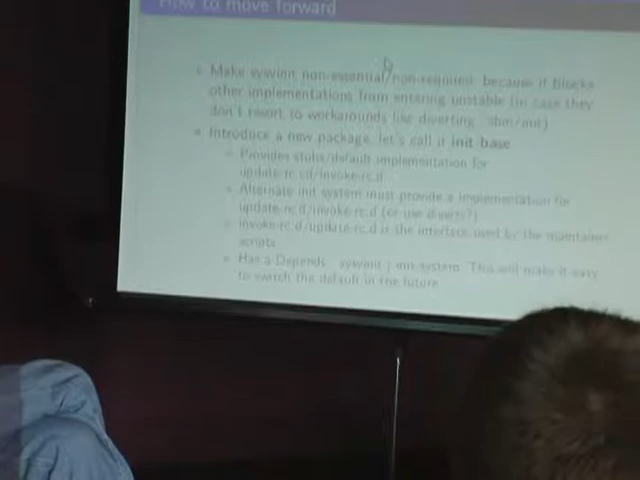 How to move forward
Make sysvinit non-essential/non-required, because it blocks
other implementations from entering unstable (in case they
don't resort to workarounds like diverting /sbin/init)
Introduce a new package, let's call it init-base
Provides stubs/default implementation for
update-rc.d/invoke-rc.d
Alternate init system must provide a implementation for
update-rc.d/invoke-rc.d (or use diverts?)
invoke-rc.d/update-rc.d is the interface used by the maintainer
scripts
Has a Depends: sysvinit | init-system. This will make it easy
to switch the default in the future